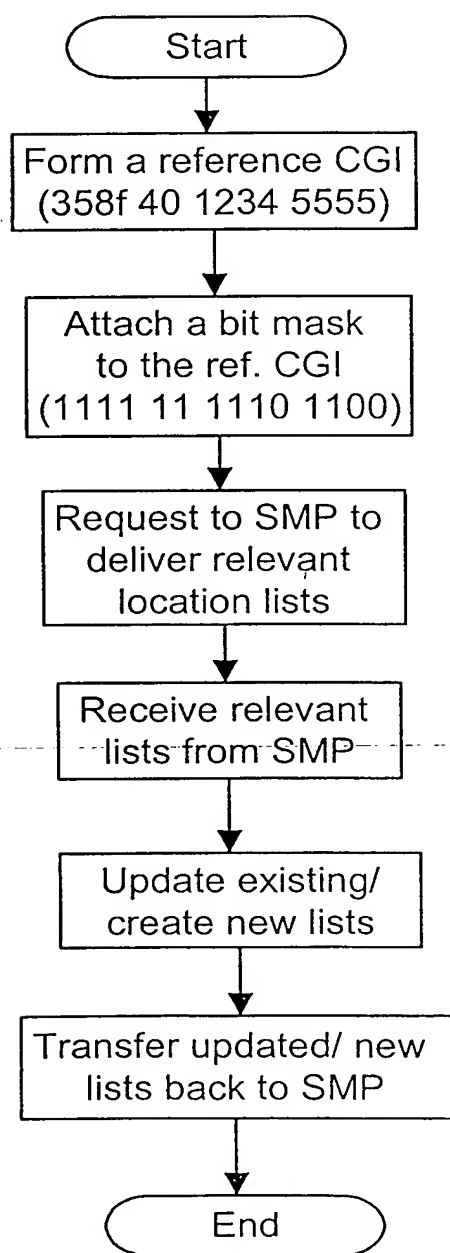 Start
Form a reference CGI
(358f 40 1234 5555)
Attach a bit mask
to the ref. CGI
(1111 11 1110 1100)
Request to SMP to
deliver relevant
location lists
Receive relevant
lists from SMP
Update existing/
create new lists
Transfer updated/ new
lists back to SMP
End